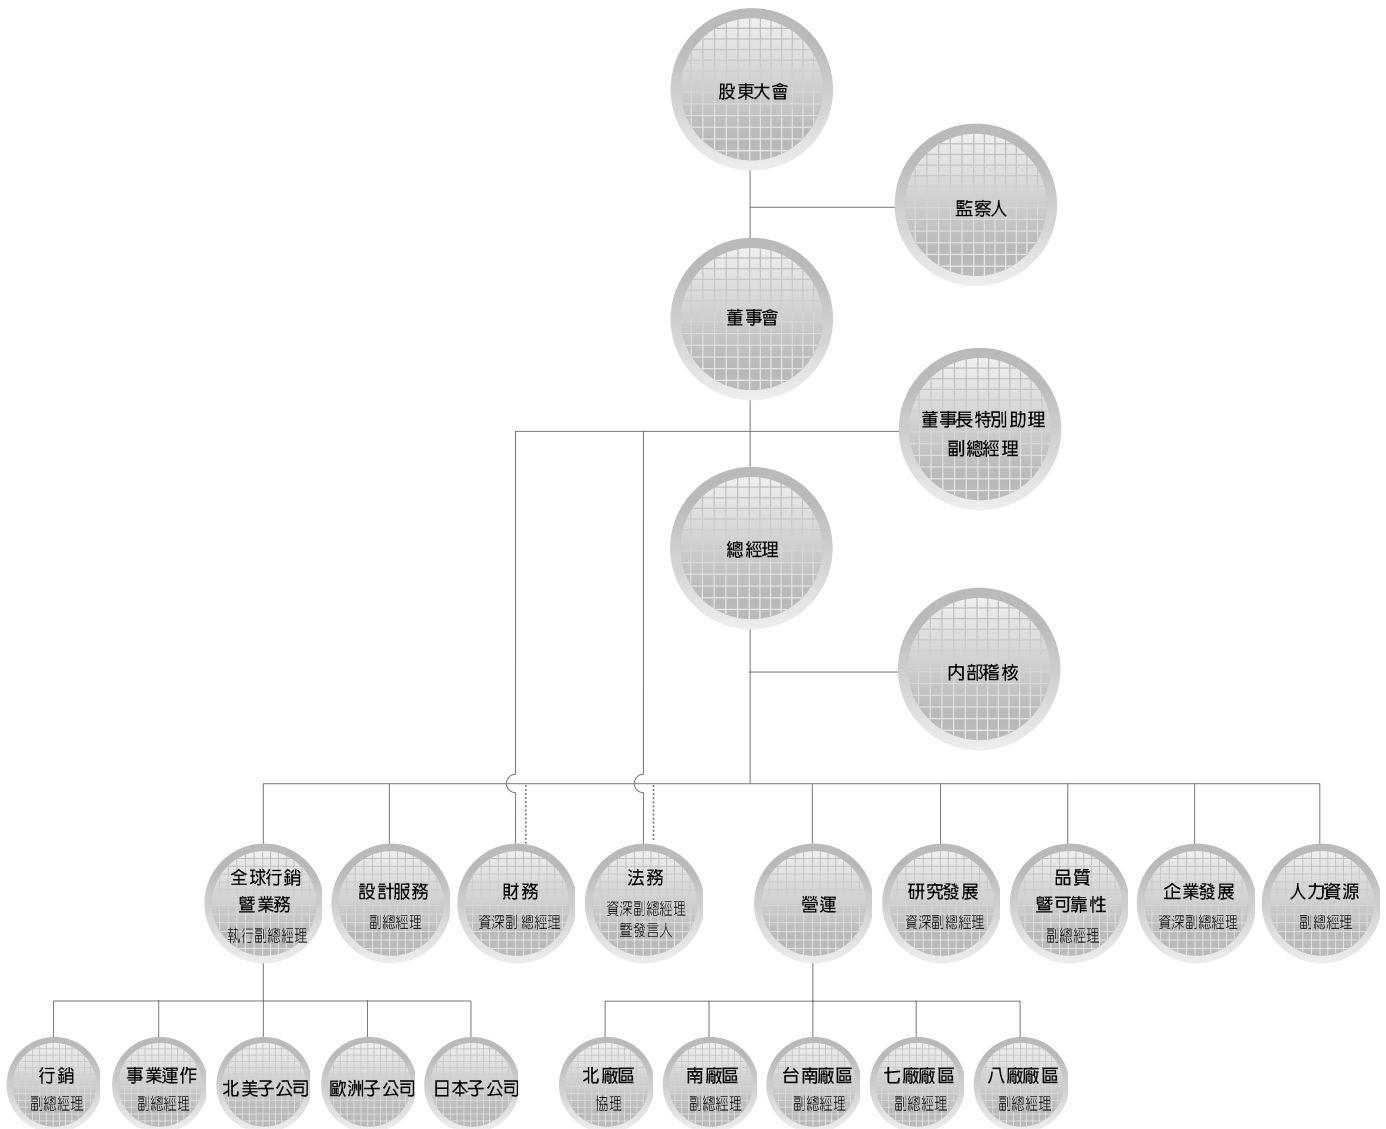 股東大會
監察人
董事會
董事長特別助理
副總經理
總經理
內部稽核
全球行銷
暨業務
執行副總經理
設計服務
副總經理
財務
資深副總經理
法務
資深副總經理
暨發言人
營運
研究發展
資深副總經理
品質
暨可靠性
副總經理
企業發展
資深副總經理
人力資源
副總經理
行銷
副總經理
事業運作
副總經理
北美子公司
歐洲子公司
日本子公司
北廠區
協理
南廠區
副總經理
台南廠區
副總經理
七廠廠區
副總經理
八廠廠區
副總經理